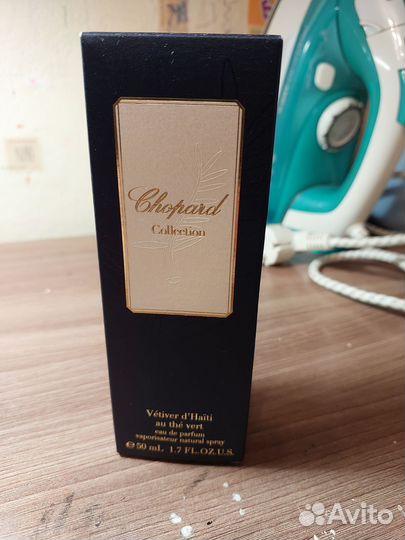 Chopard
Collection
Vétiver d'Haïti
au thé vert
eau de parfum
vaporisateur natural spray
℮ 50 mL 1.7 FL.OZ.U.S.
Avito